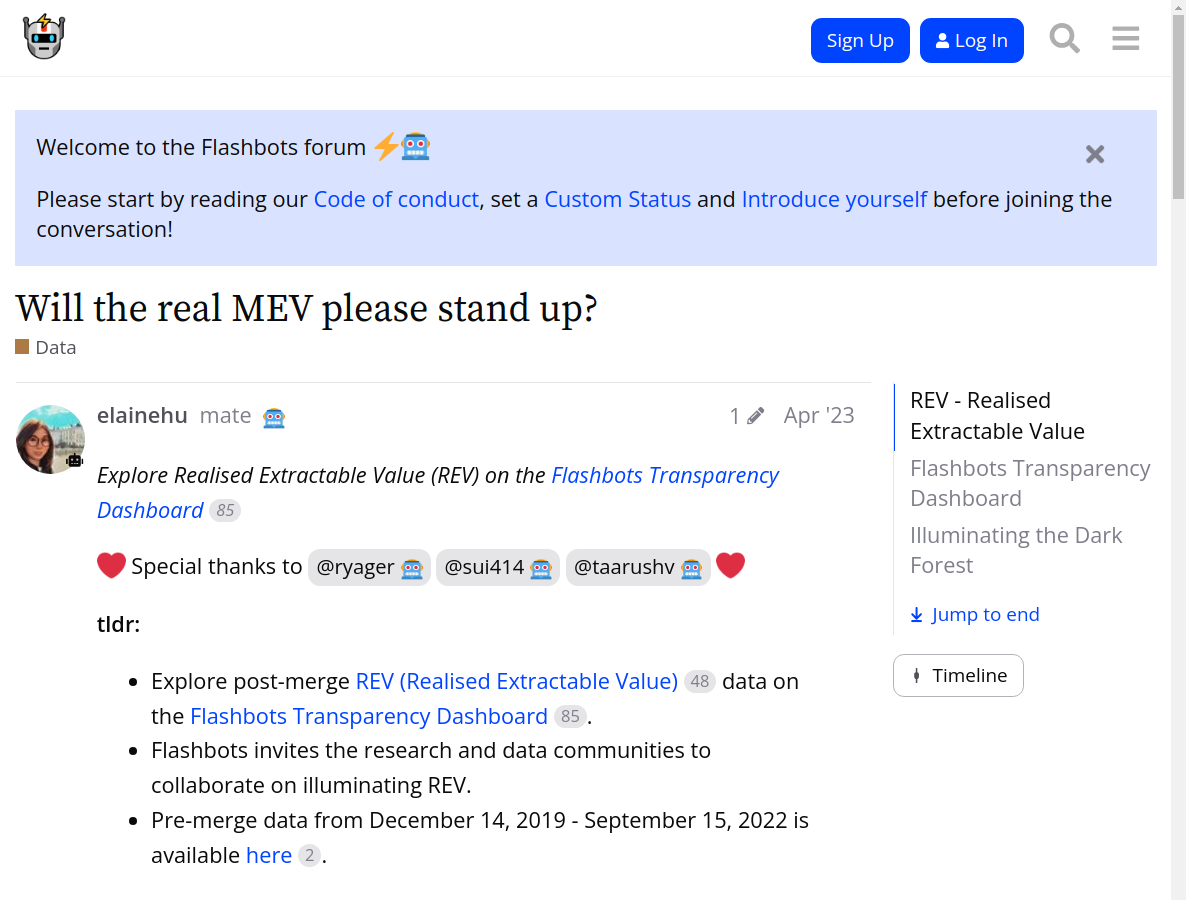 Sign Up
Log In
Welcome to the Flashbots forum
Please start by reading our Code of conduct, set a Custom Status and Introduce yourself before joining the
conversation!
Will the real MEV please stand up?
Data
elainehu mate
1 Apr '23
Explore Realised Extractable Value (REV) on the Flashbots Transparency
Dashboard 85
Special thanks to @ryager @sui414 @taarushv
tldr:
Explore post-merge REV (Realised Extractable Value) 48 data on
the Flashbots Transparency Dashboard 85.
Flashbots invites the research and data communities to
collaborate on illuminating REV.
Pre-merge data from December 14, 2019 - September 15, 2022 is
available here 2.
REV - Realised
Extractable Value
Flashbots Transparency
Dashboard
Illuminating the Dark
Forest
Jump to end
Timeline